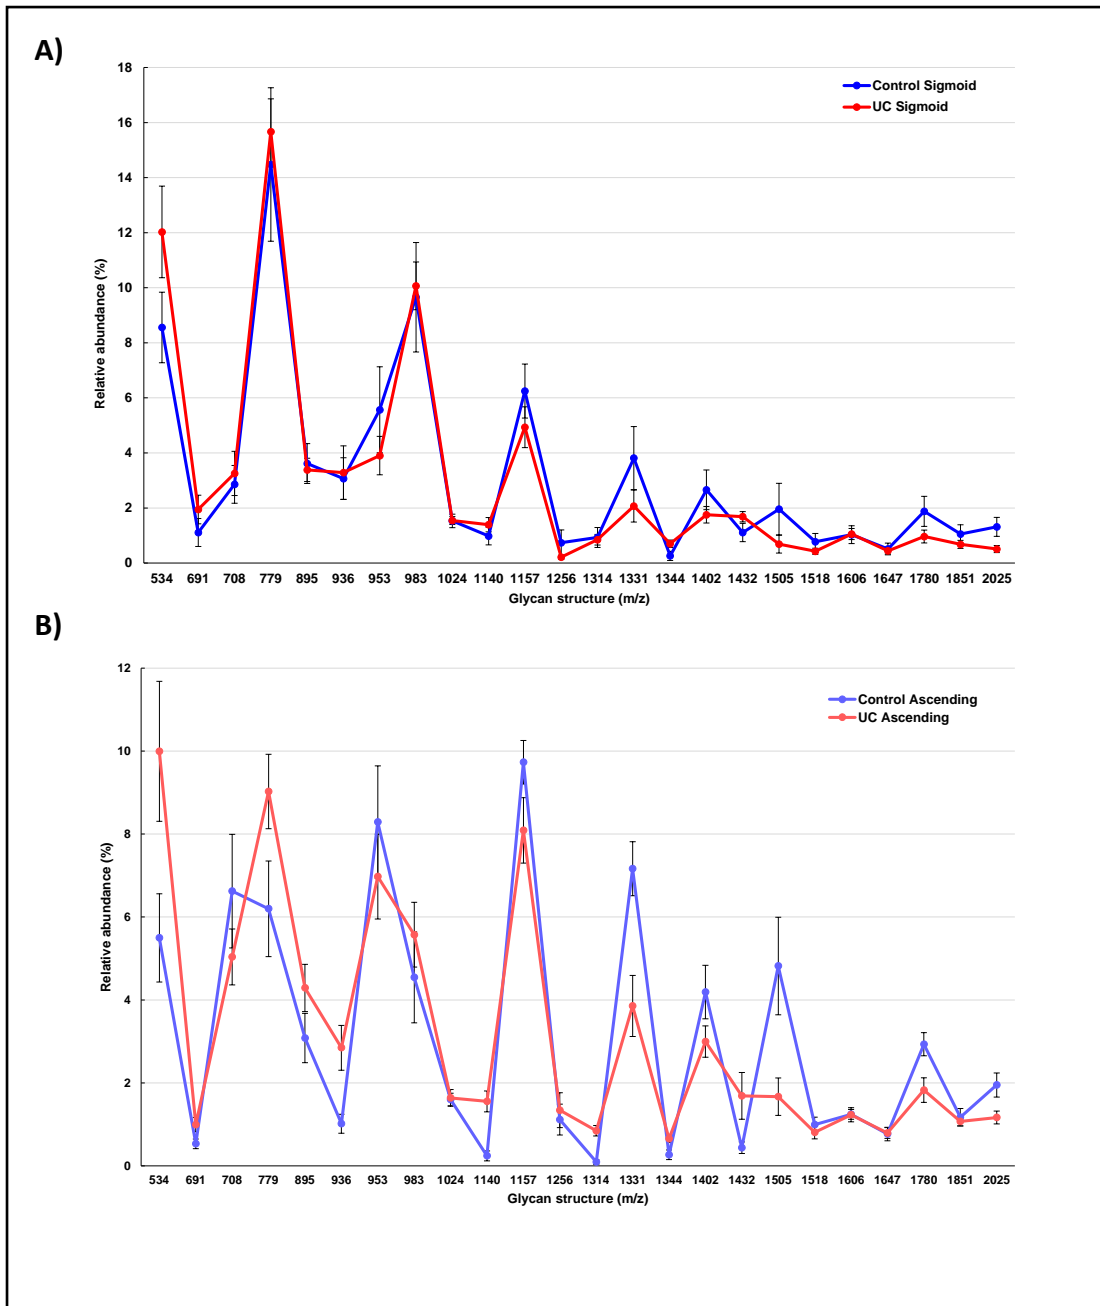 A)
18
16
14
12
10
8
6
4
2
0
Relative abundance (%)
Control Sigmoid
UC Sigmoid
534 691 708 779 895 936 953 983 1024 1140 1157 1256 1314 1331 1344 1402 1432 1505 1518 1606 1647 1780 1851 2025
Glycan structure (m/z)
B)
12
10
8
6
4
2
0
Relative abundance (%)
Control Ascending
UC Ascending
534 691 708 779 895 936 953 983 1024 1140 1157 1256 1314 1331 1344 1402 1432 1505 1518 1606 1647 1780 1851 2025
Glycan structure (m/z)